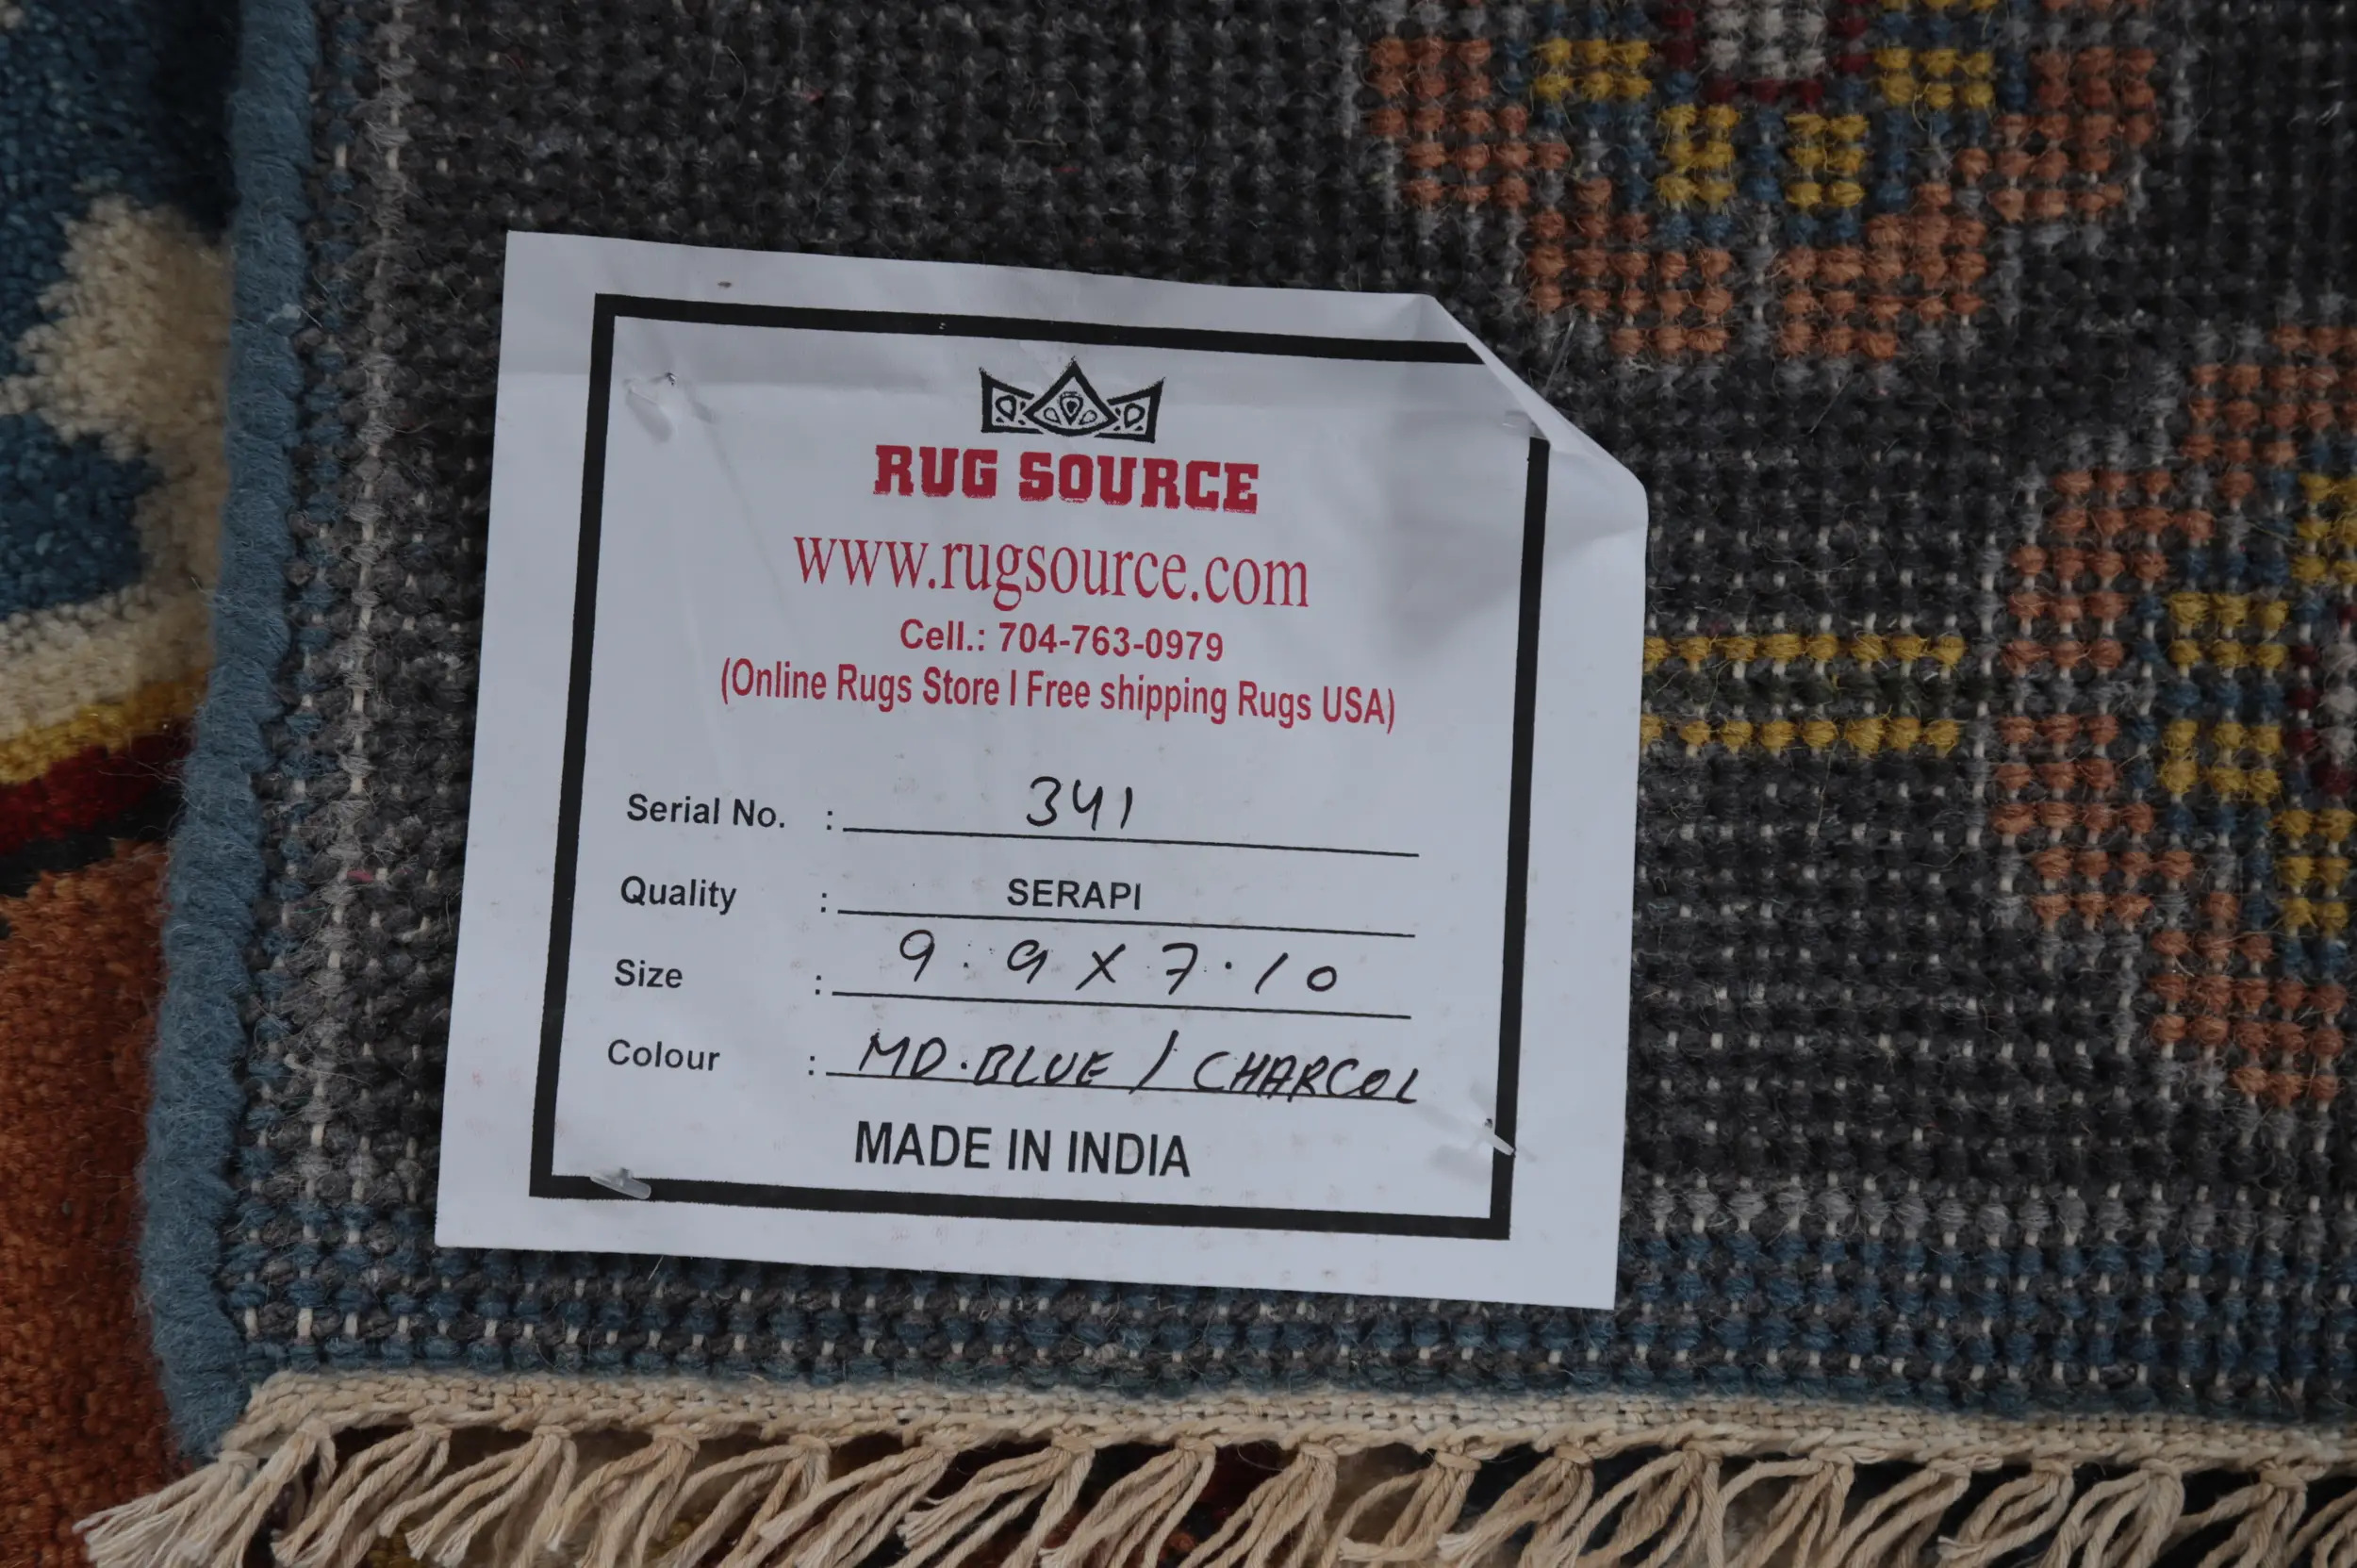 RUG SOURCE
www.rugsource.com
Cell.: 704-763-0979
(Online Rugs Store I Free shipping Rugs USA)
Serial No. : 341
Quality : SERAPI
Size : 9.9 X 7.10
Colour : MD.BLUE / CHARCOL
MADE IN INDIA